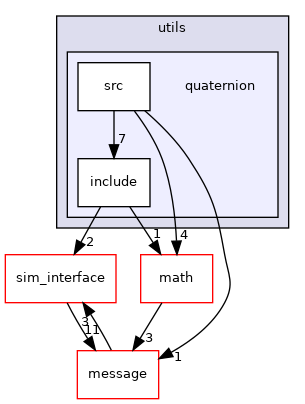 utils
src
quaternion
7
include
2
1
4
sim_interface
math
3
11
3
1
message